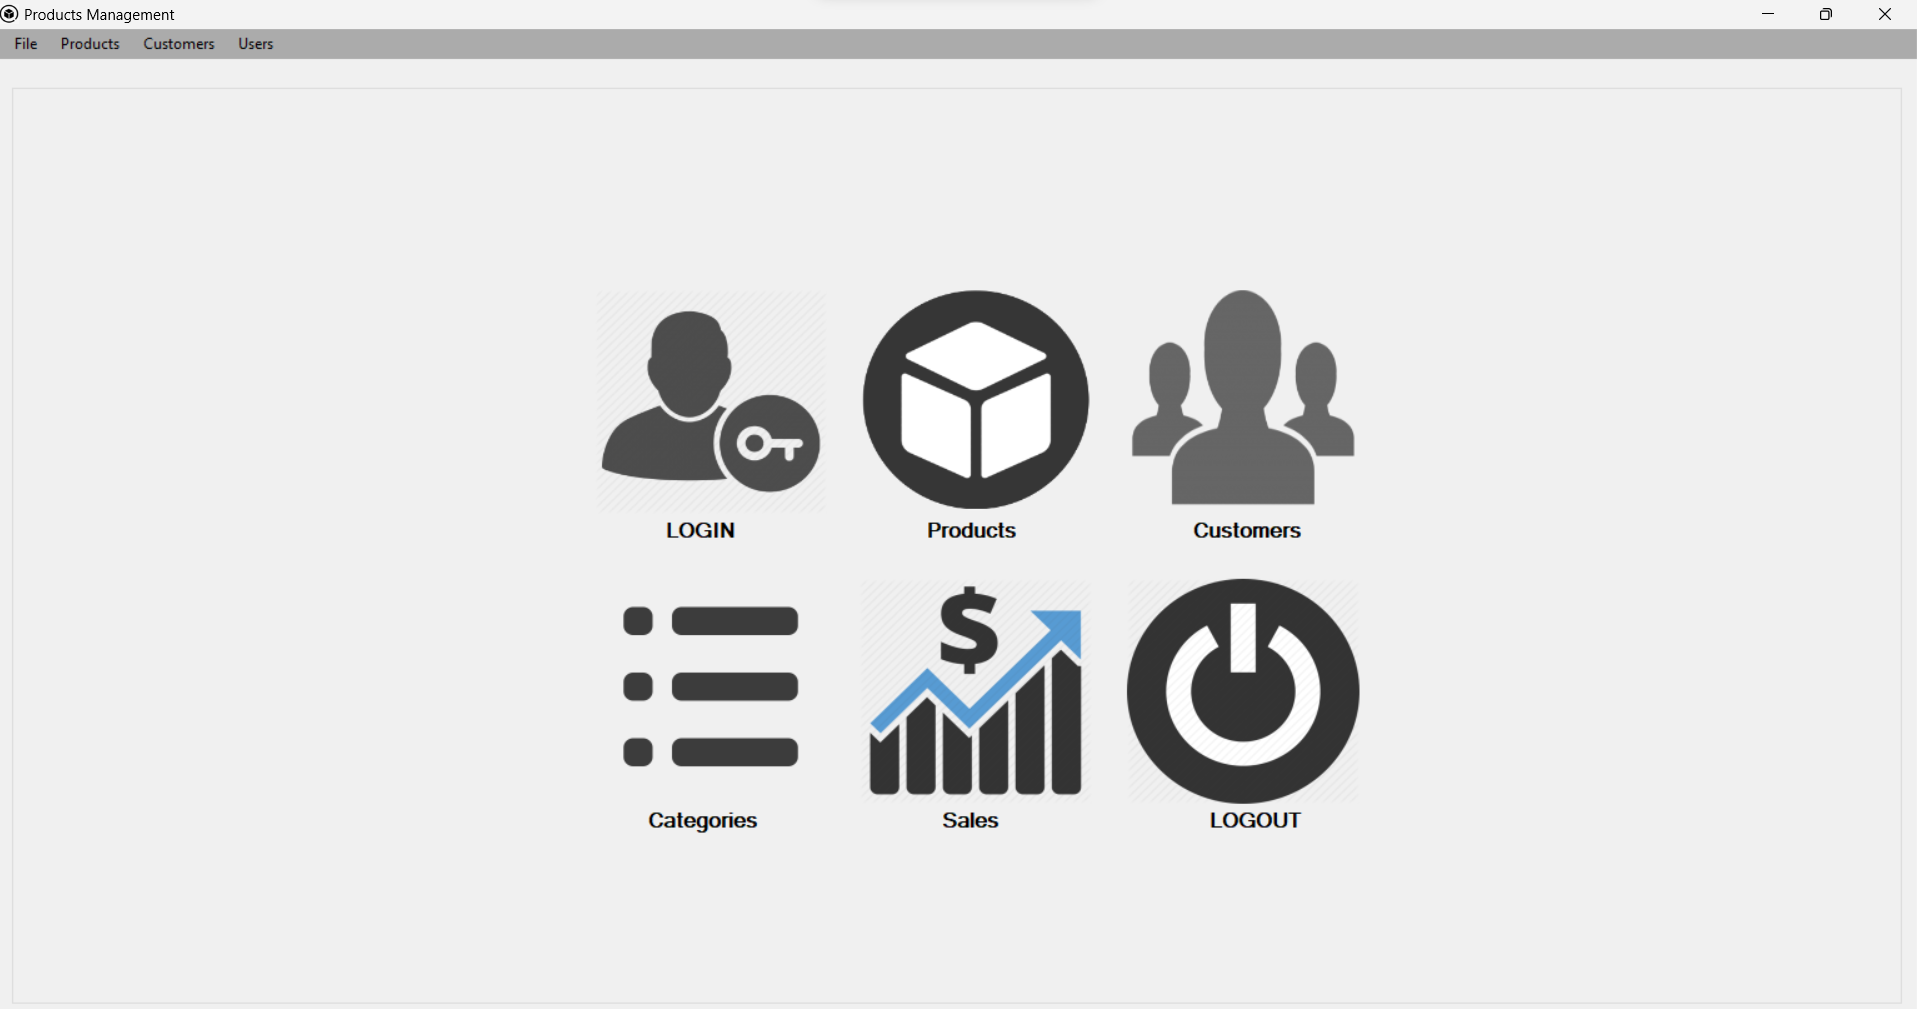 Products Management
File Products Customers Users
LOGIN Products Customers
$
Categories Sales LOGOUT